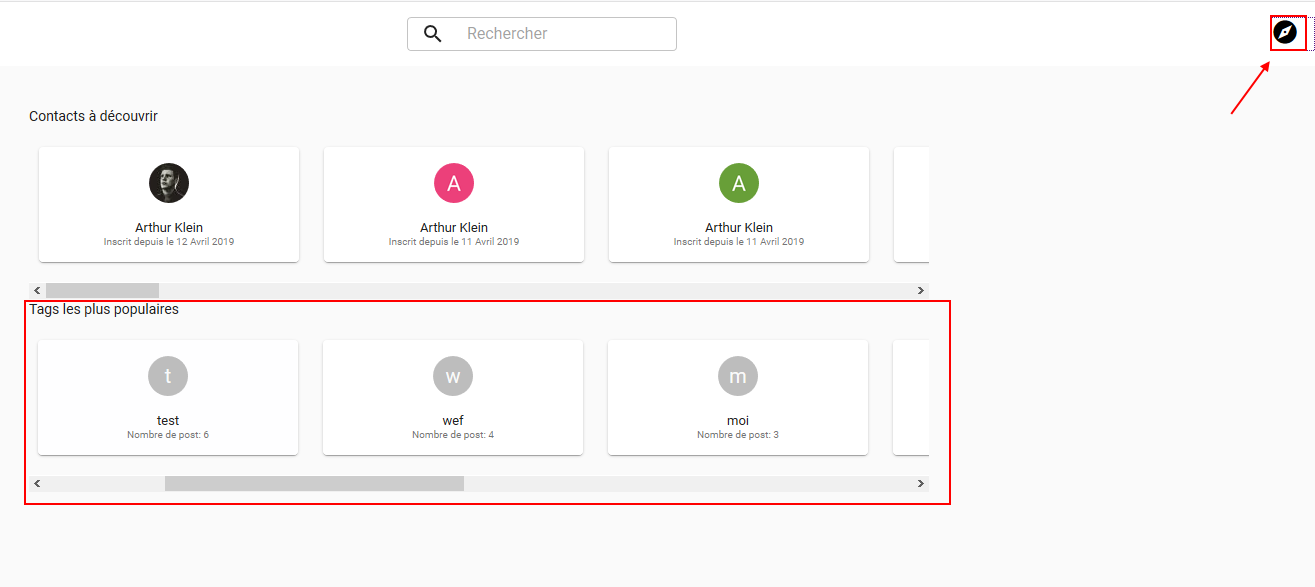 Rechercher
Contacts à découvrir
A
A
Arthur Klein
Arthur Klein
Arthur Klein
Inscrit depuis le 12 Avril 2019
Inscrit depuis le 11 Avril 2019
Inscrit depuis le 11 Avril 2019
Tags les plus populaires
t
w
m
test
wef
moi
Nombre de post: 6
Nombre de post: 4
Nombre de post: 3